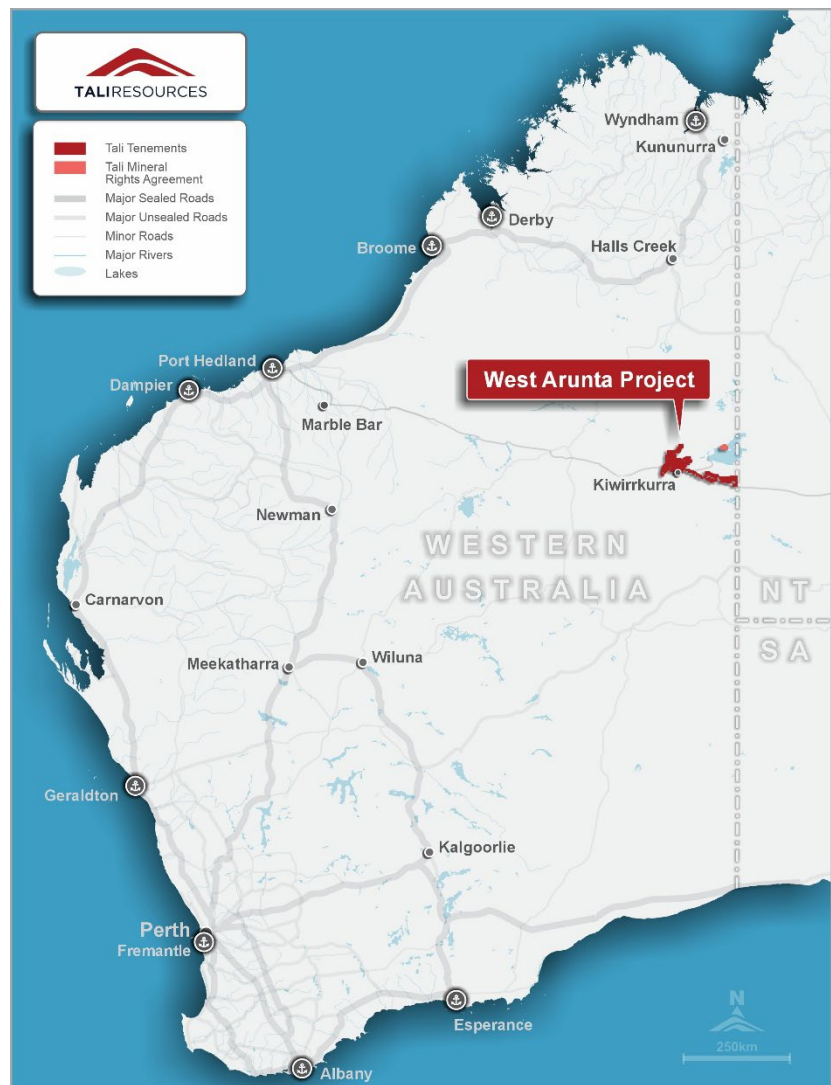 TALIRESOURCES
Tali Tenements
Tali Mineral
Rights Agreement
Major Sealed Roads
Major Unsealed Roads
Minor Roads
Major Rivers
Lakes
Wyndham
Kununurra
Derby
Broome
Halls Creek
Port Hedland
Dampier
West Arunta Project
Marble Bar
Kiwirrkurra
Newman
WESTERN
AUSTRALIA
NT
SA
Carnarvon
Meekatharra
Wiluna
Geraldton
Kalgoorlie
Perth
Fremantle
Esperance
N
250km
Albany